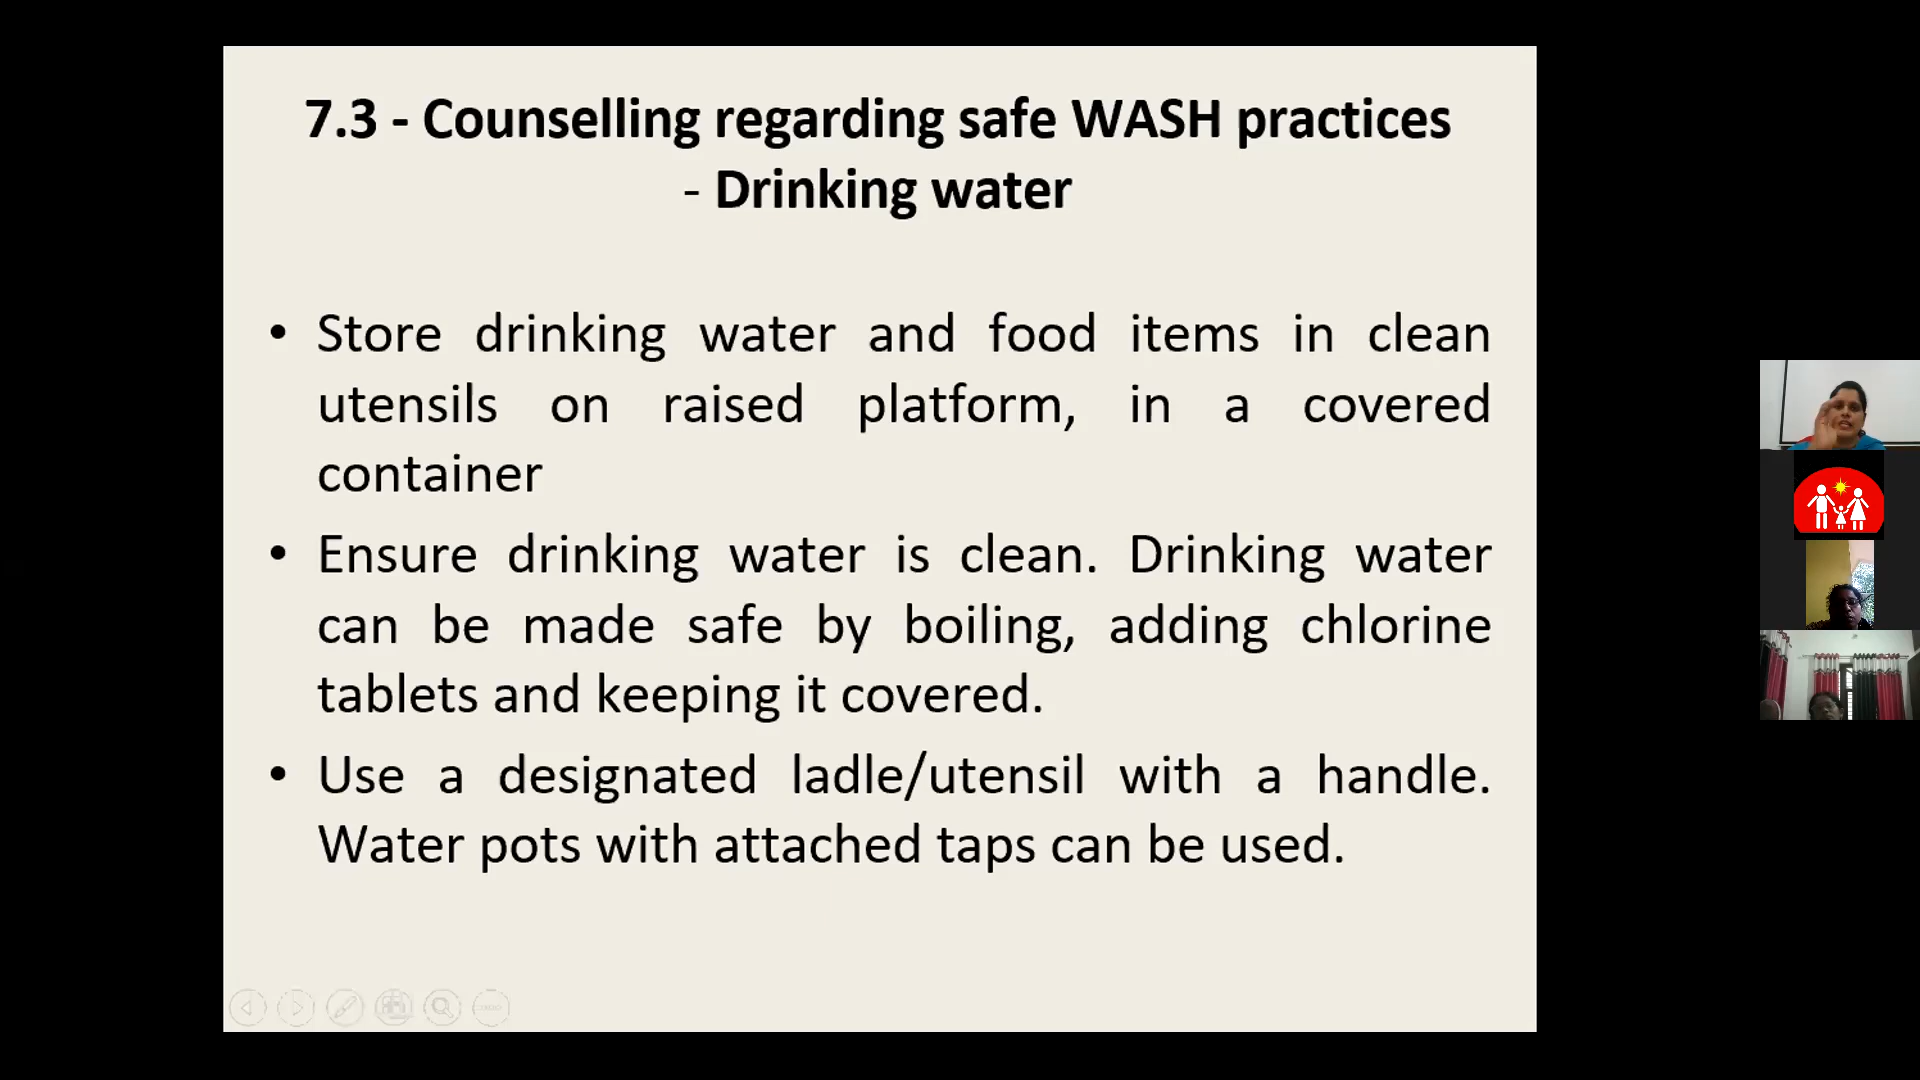 7.3 - Counselling regarding safe WASH practices
- Drinking water
• Store drinking water and food items in clean
utensils on raised platform, in a covered
container
• Ensure drinking water is clean. Drinking water
can be made safe by boiling, adding chlorine
tablets and keeping it covered.
• Use a designated ladle/utensil with a handle.
Water pots with attached taps can be used.